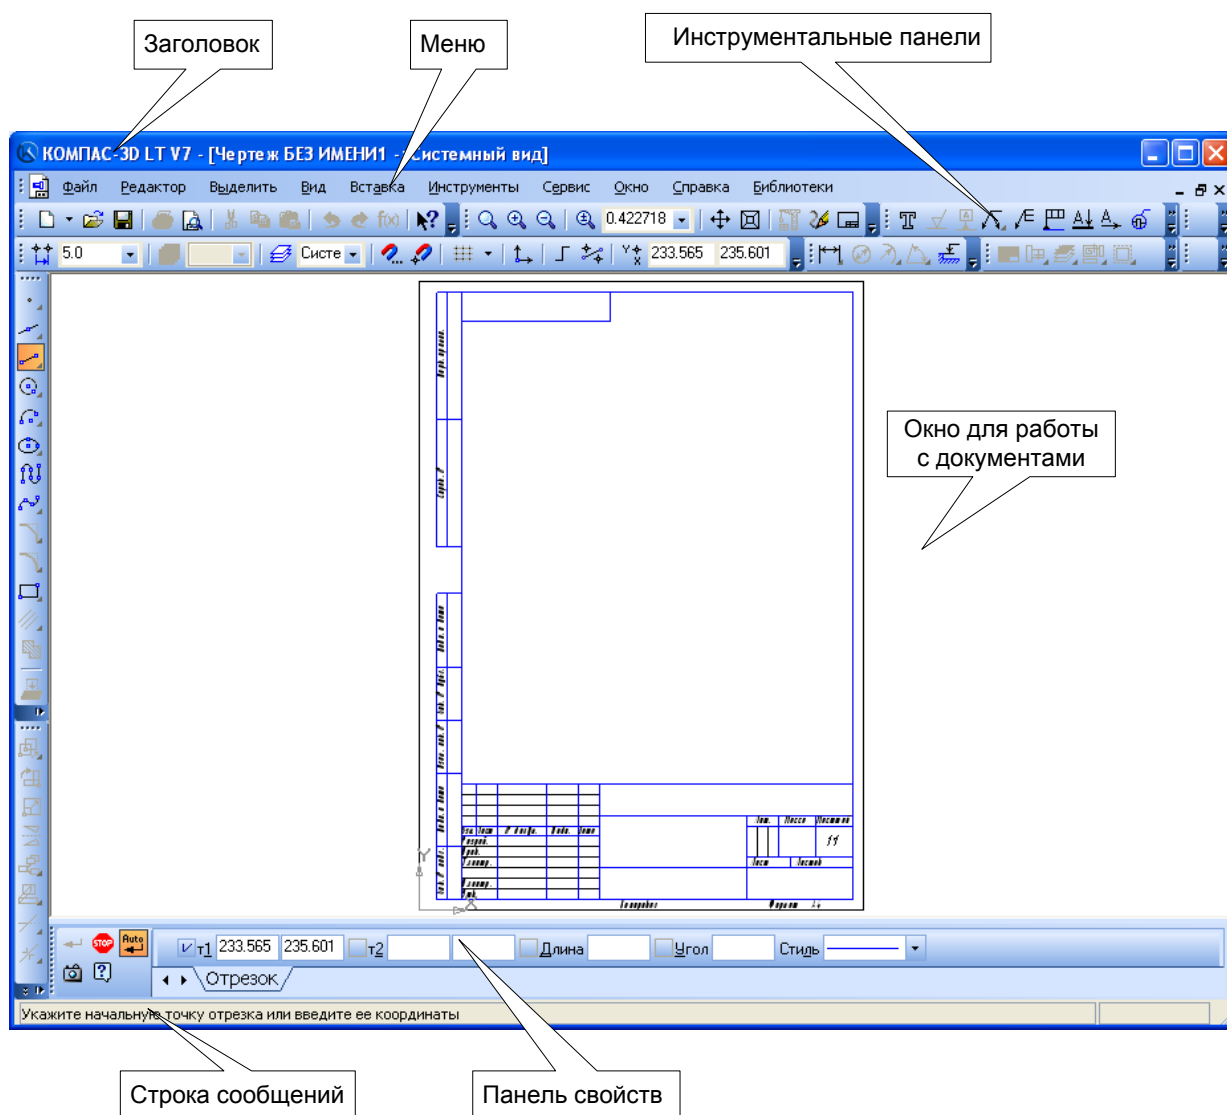 Заголовок
Меню
Инструментальные панели
КОМПАС-3D LT V7 - [Чертеж БЕЗ ИМЕНИ1 - Системный вид]
Файл Редактор Выделить Вид Вставка Инструменты Сервис Окно Справка Библиотеки
0.422718
5.0 Систе 233.565 235.601
Окно для работы
с документами
Auto
STOP
т1 233.565 235.601 т2 Длина Угол Стиль
Отрезок
Укажите начальную точку отрезка или введите ее координаты
Строка сообщений
Панель свойств